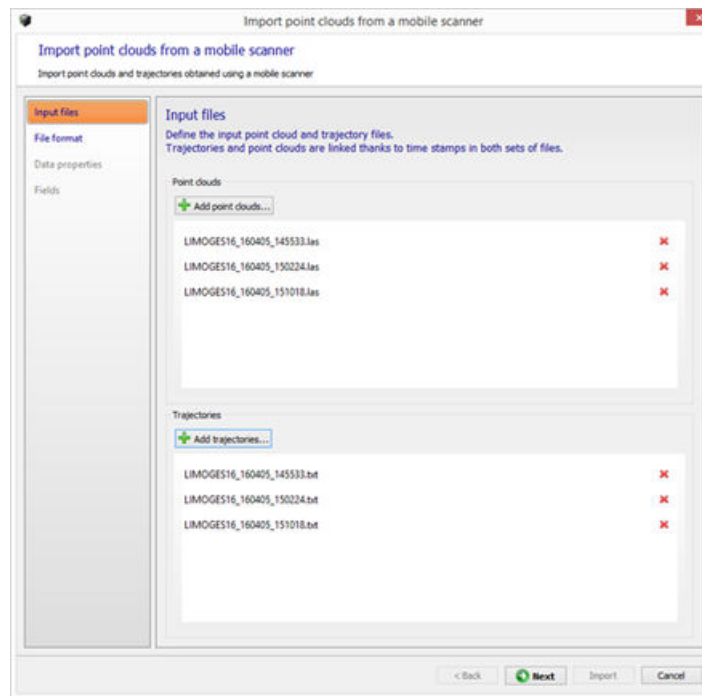 Import point clouds from a mobile scanner
Import point clouds from a mobile scanner
Import point clouds and trajectories obtained using a mobile scanner
Input files
File format
Data properties
Fields
Input files
Define the input point cloud and trajectory files.
Trajectories and point clouds are linked thanks to time stamps in both sets of files.
Point clouds
Add point clouds...
LIMOGES16_160405_145533.las
LIMOGES16_160405_150224.las
LIMOGES16_160405_151018.las
Trajectories
Add trajectories...
LIMOGES16_160405_145533.txt
LIMOGES16_160405_150224.txt
LIMOGES16_160405_151018.txt
< Back
Next
Import
Cancel